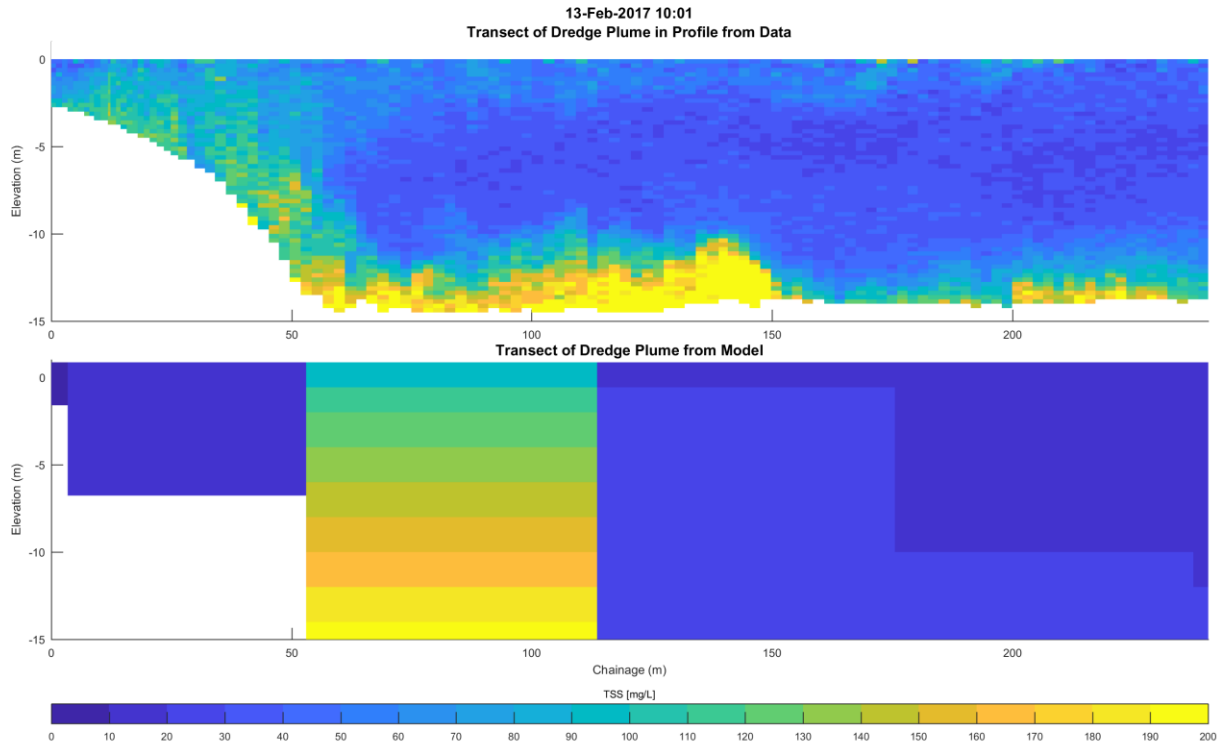 13-Feb-2017 10:01
Transect of Dredge Plume in Profile from Data
0
-5
-10
-15
Elevation (m)
0 50 100 150 200
Transect of Dredge Plume from Model
0
-5
-10
-15
Elevation (m)
0 50 100 150 200
Chainage (m)
TSS [mg/L]
0 10 20 30 40 50 60 70 80 90 100 110 120 130 140 150 160 170 180 190 200